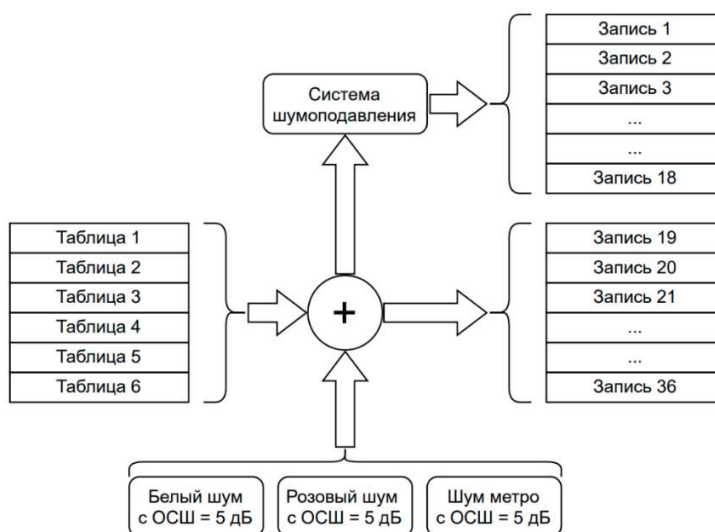 Запись 1
Запись 2
Запись 3
...
...
Запись 18
Система
шумоподавления
Таблица 1
Таблица 2
Таблица 3
Таблица 4
Таблица 5
Таблица 6
+
Запись 19
Запись 20
Запись 21
...
...
Запись 36
Белый шум
с ОСШ = 5 дБ
Розовый шум
с ОСШ = 5 дБ
Шум метро
с ОСШ = 5 дБ